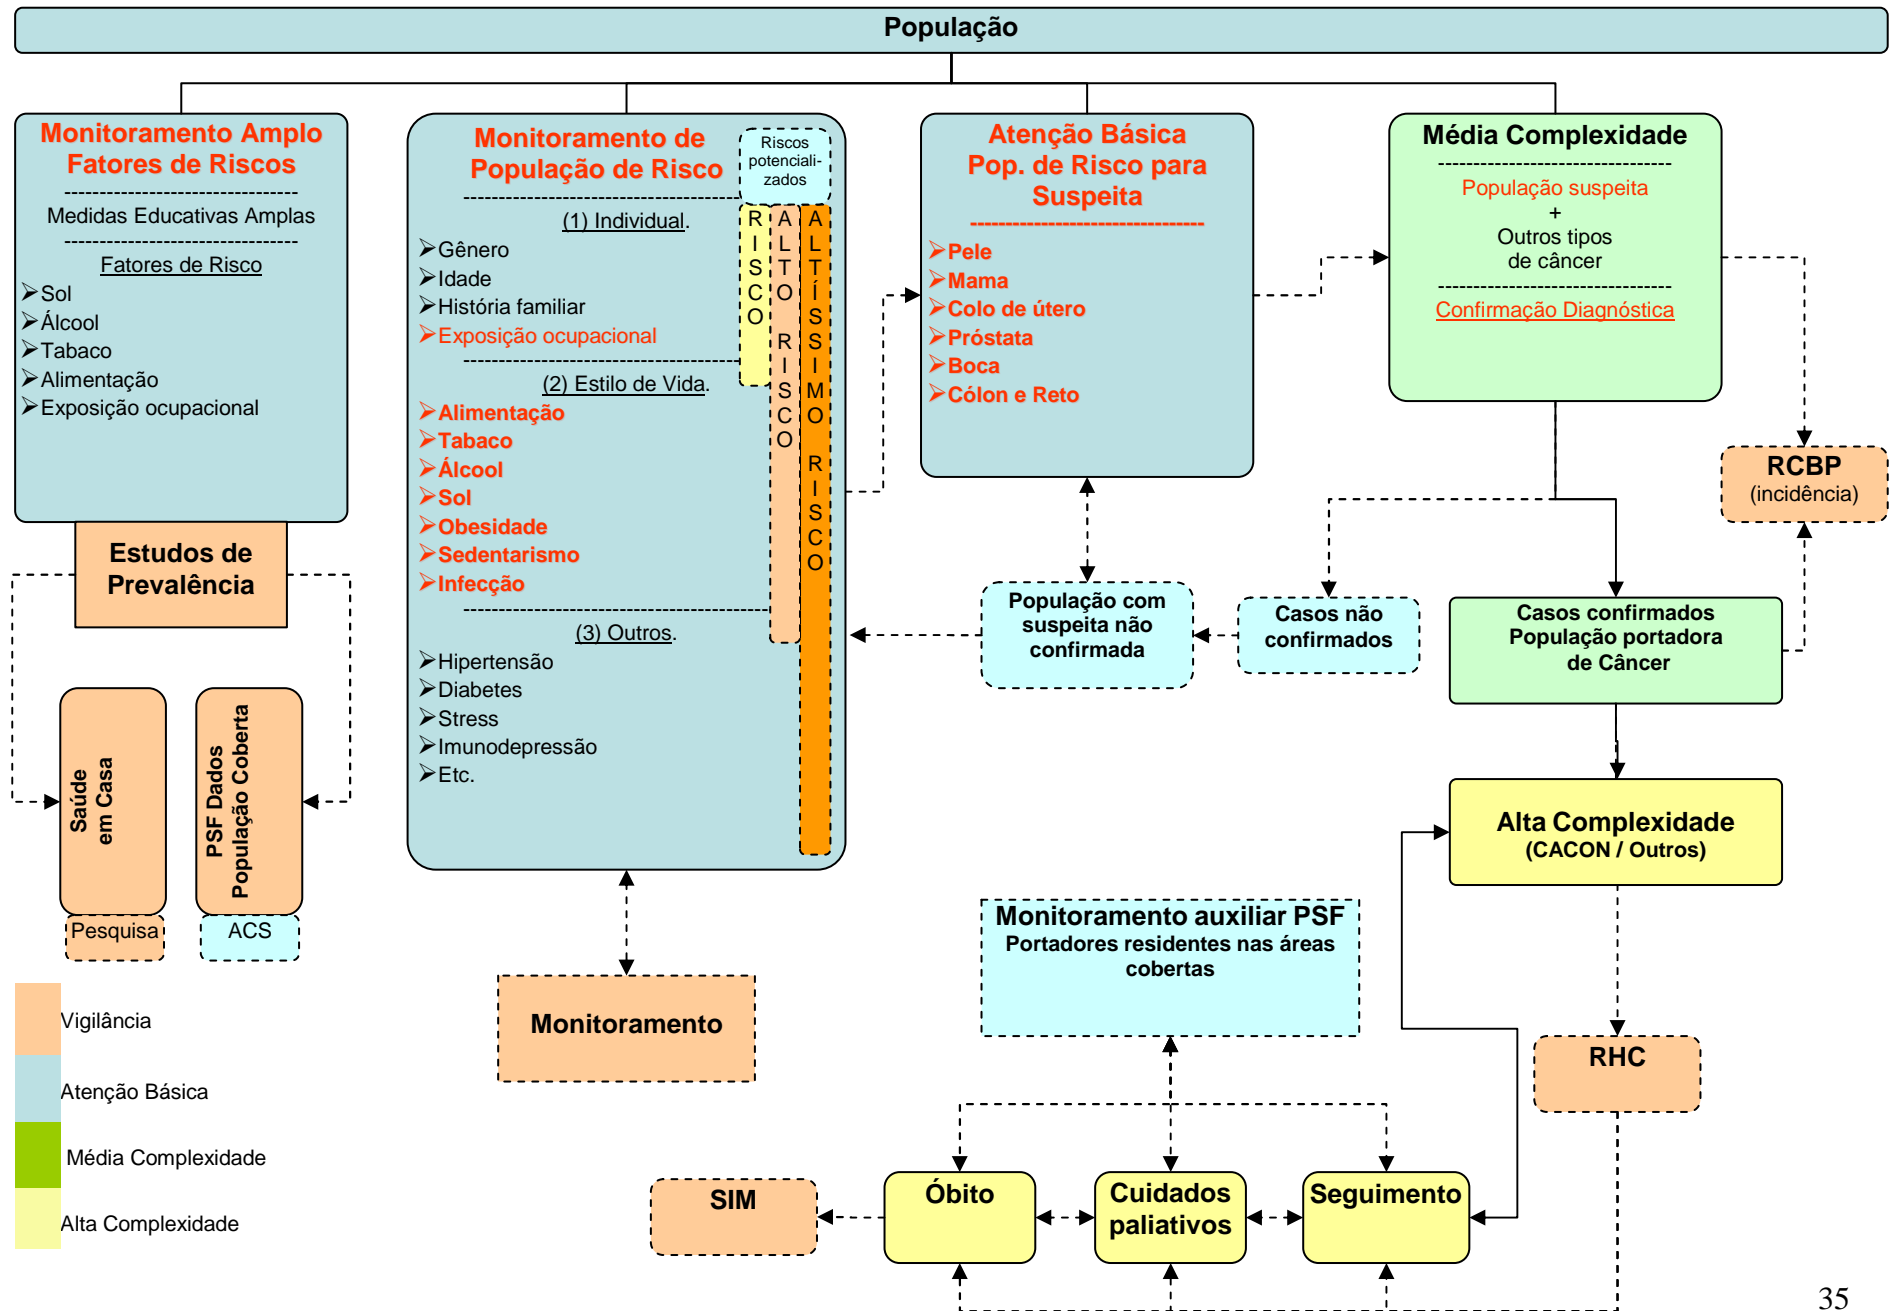 População
Monitoramento Amplo
Fatores de Riscos
---------------------------------
Medidas Educativas Amplas
---------------------------------
Fatores de Risco
➢Sol
➢Álcool
➢Tabaco
➢Alimentação
➢Exposição ocupacional
Estudos de
Prevalência
Saúde
em Casa
Pesquisa
PSF Dados
População Coberta
ACS
Monitoramento de
População de Risco
---------------------------------------
(1) Individual.
➢Gênero
➢Idade
➢História familiar
➢Exposição ocupacional
---------------------------------------
(2) Estilo de Vida.
➢Alimentação
➢Tabaco
➢Álcool
➢Sol
➢Obesidade
➢Sedentarismo
➢Infecção
-------------------------------------------
(3) Outros.
➢Hipertensão
➢Diabetes
➢Stress
➢Imunodepressão
➢Etc.
Riscos
potenciali-
zados
RISCO
ALTO RISCO
ALTÍSSIMO RISCO
Monitoramento
Atenção Básica
Pop. de Risco para
Suspeita
---------------------------------
➢Pele
➢Mama
➢Colo de útero
➢Próstata
➢Boca
➢Cólon e Reto
Média Complexidade
---------------------------------
População suspeita
+
Outros tipos
de câncer
---------------------------------
Confirmação Diagnóstica
RCBP
(incidência)
População com
suspeita não
confirmada
Casos não
confirmados
Casos confirmados
População portadora
de Câncer
Alta Complexidade
(CACON / Outros)
Monitoramento auxiliar PSF
Portadores residentes nas áreas
cobertas
RHC
SIM
Óbito
Cuidados
paliativos
Seguimento
Vigilância
Atenção Básica
Média Complexidade
Alta Complexidade
35